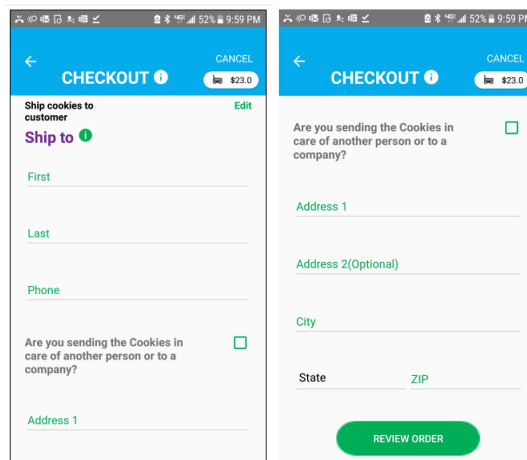 52% 9:59 PM
CANCEL
CHECKOUT
$23.0
Ship cookies to
customer
Edit
Ship to
First
Last
Phone
Are you sending the Cookies in
care of another person or to a
company?
Address 1
52% 9:59 PM
CANCEL
CHECKOUT
$23.0
Are you sending the Cookies in
care of another person or to a
company?
Address 1
Address 2(Optional)
City
State
ZIP
REVIEW ORDER